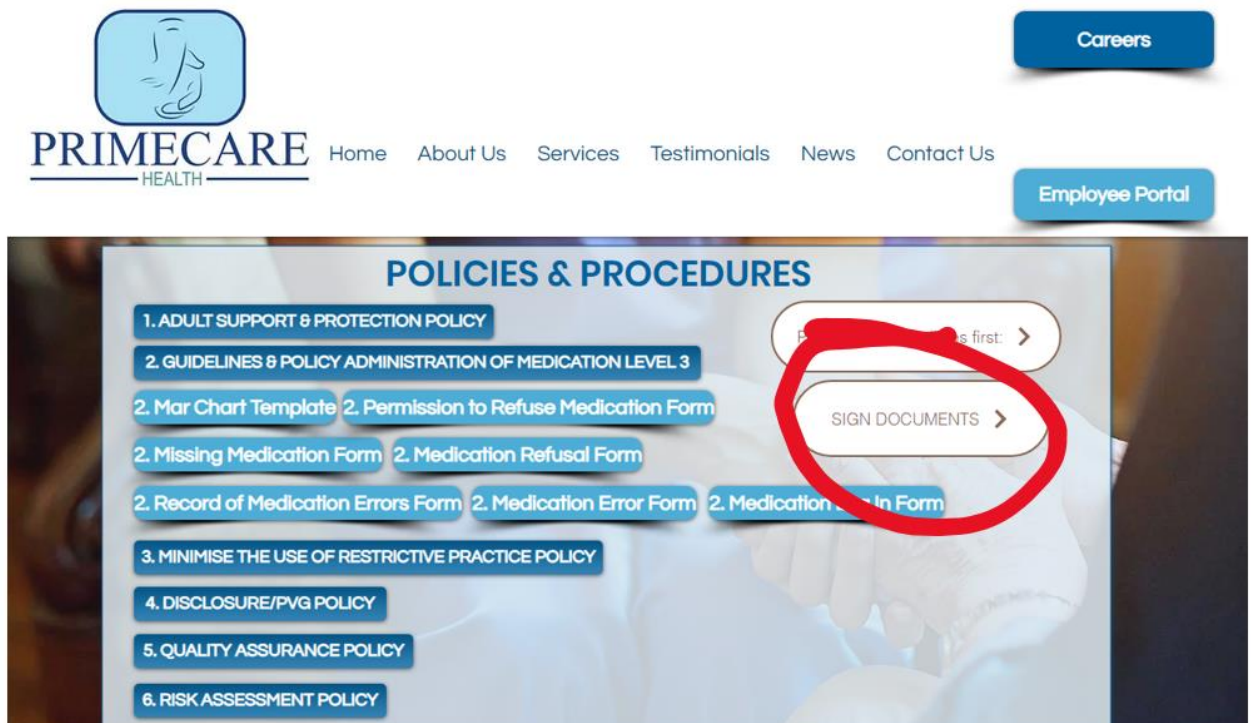 Careers
PRIMECARE
HEALTH
Home About Us Services Testimonials News Contact Us
Employee Portal
POLICIES & PROCEDURES
1. ADULT SUPPORT & PROTECTION POLICY
first:
2. GUIDELINES & POLICY ADMINISTRATION OF MEDICATION LEVEL 3
2. Mar Chart Template 2. Permission to Refuse Medication Form
SIGN DOCUMENTS
2. Missing Medication Form 2. Medication Refusal Form
2. Record of Medication Errors Form 2. Medication Error Form 2. Medication In Form
3. MINIMISE THE USE OF RESTRICTIVE PRACTICE POLICY
4. DISCLOSURE/PVG POLICY
5. QUALITY ASSURANCE POLICY
6. RISK ASSESSMENT POLICY